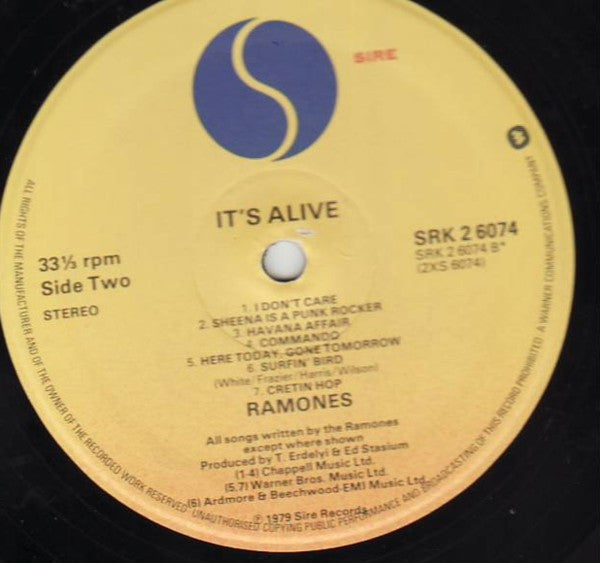 SIRE
IT'S ALIVE
SRK 2 6074
SRK 2 6074 B*
(2XS 6074)
33⅓ rpm
Side Two
STEREO
1. I DON'T CARE
2. SHEENA IS A PUNK ROCKER
3. HAVANA AFFAIR
4. COMMANDO
5. HERE TODAY, GONE TOMORROW
6. SURFIN' BIRD
(White/Frazier/Harris/Wilson)
7. CRETIN HOP
RAMONES
All songs written by the Ramones
except where shown
Produced by T. Erdelyi & Ed Stasium
(1-4) Chappell Music Ltd.
(5,7) Warner Bros. Music Ltd.
(6) Ardmore & Beechwood-EMI Music Ltd.
℗ 1979 Sire Records
ALL RIGHTS OF THE MANUFACTURER AND OF THE OWNER OF THE RECORDED WORK RESERVED · UNAUTHORISED COPYING PUBLIC PERFORMANCE AND BROADCASTING OF THIS RECORD PROHIBITED A WARNER COMMUNICATIONS COMPANY